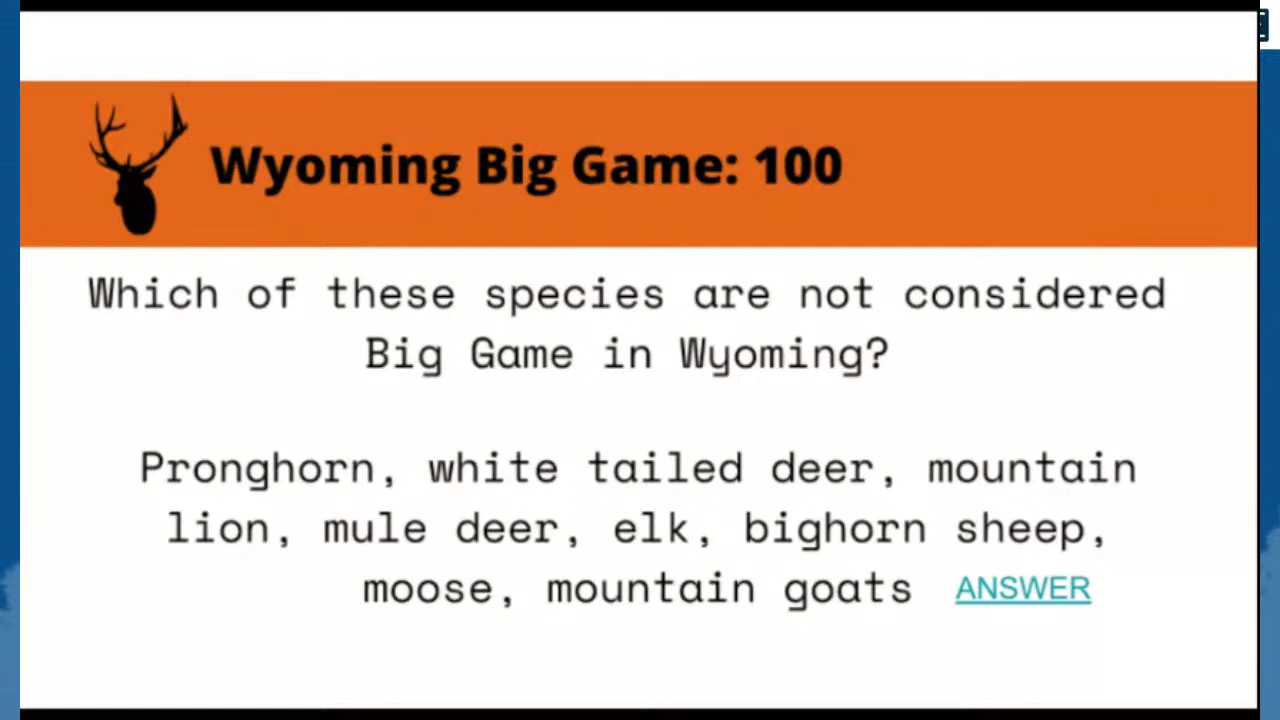 Wyoming Big Game: 100
Which of these species are not considered
Big Game in Wyoming?
Pronghorn, white tailed deer, mountain
lion, mule deer, elk, bighorn sheep,
moose, mountain goats ANSWER